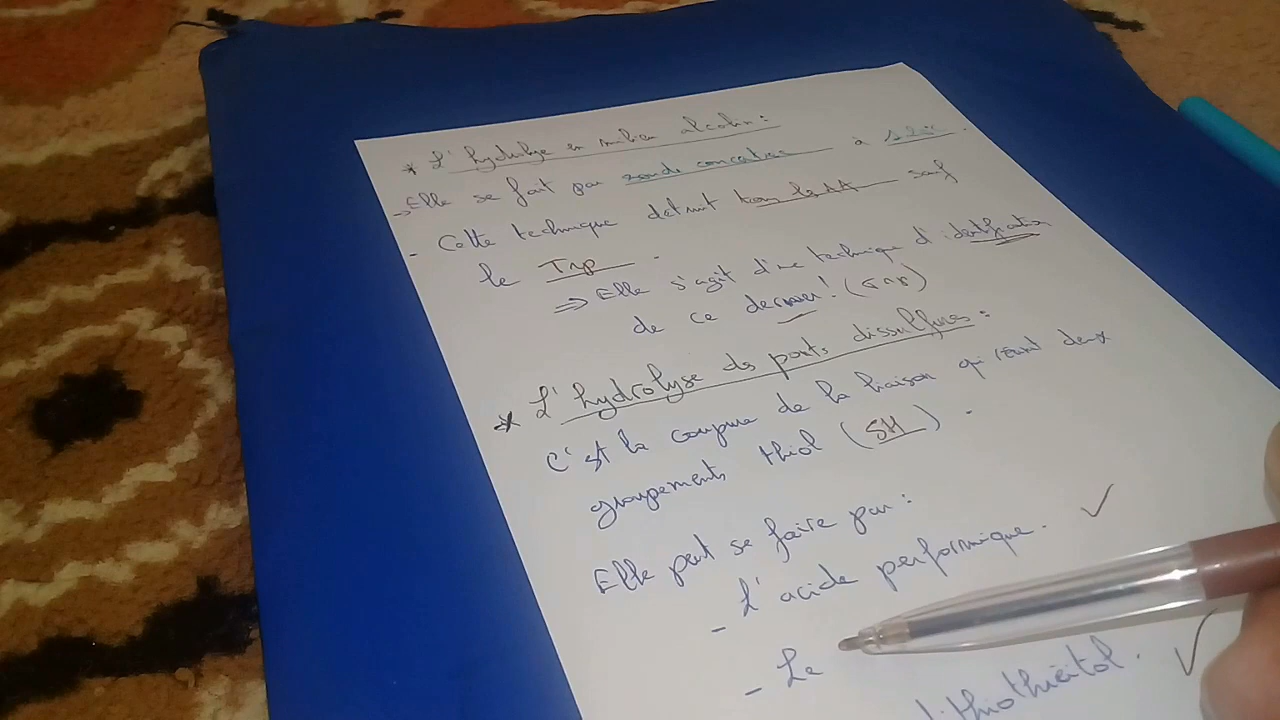 * L'hydrolyse en milieu alcalin :
→ Elle se fait par soude concentrée à
- Cette technique détruit tous les AA sauf
le Trp.
⇒ Elle s'agit d'une technique d'identification
de ce dernier! (Trp)
* L'hydrolyse des ponts dissulfures :
C'est la coupure de la liaison qui réunit deux
groupements thiol (SH).
Elle peut se faire par :
- L'acide performique. ✓
- Le
dithiothréitol. ✓